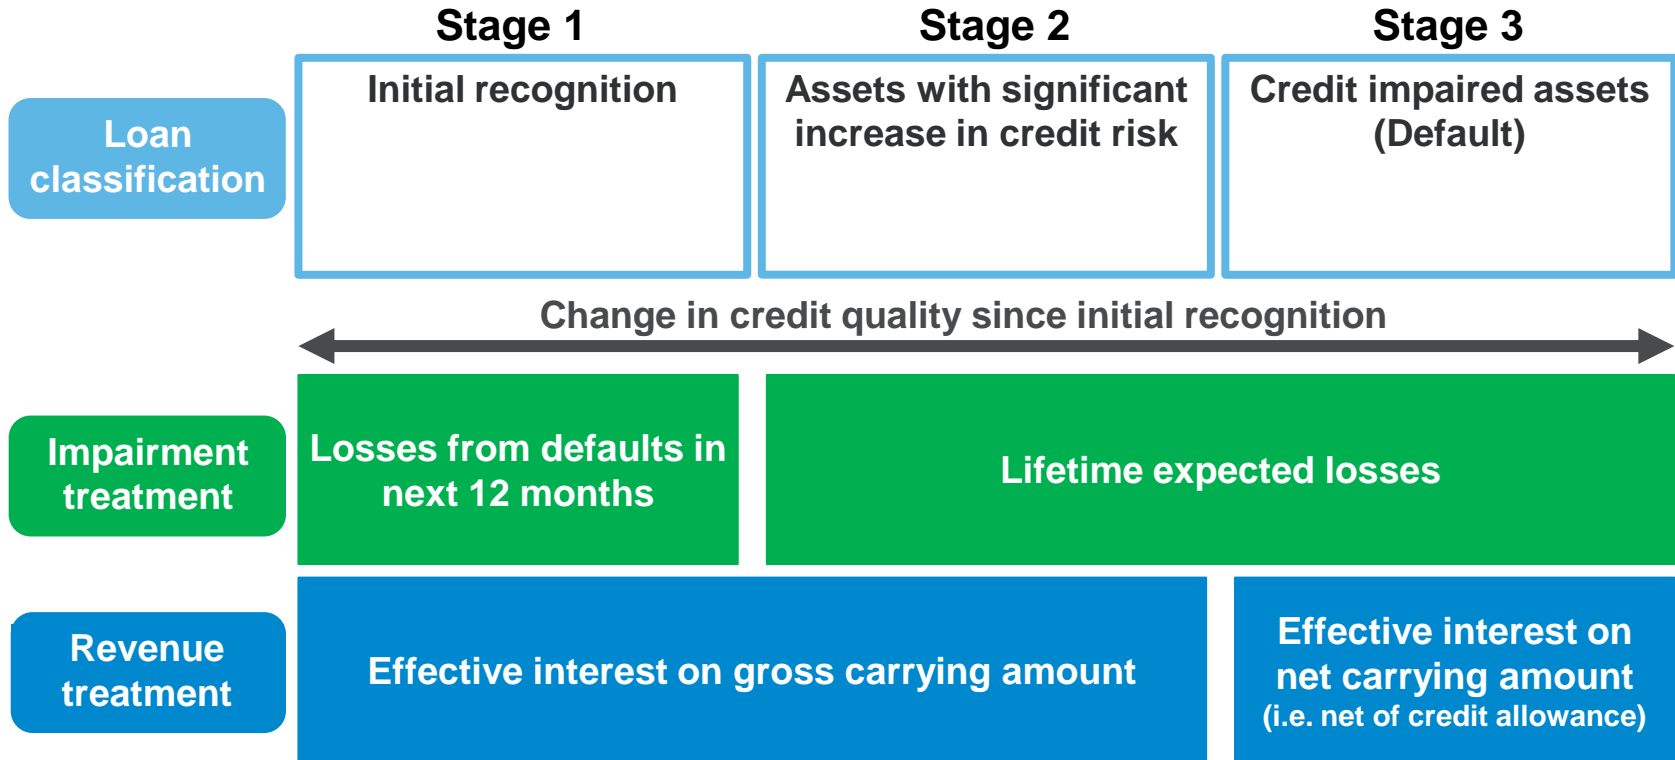 Stage 1
Stage 2
Stage 3
Loan
classification
Initial recognition
Assets with significant
increase in credit risk
Credit impaired assets
(Default)
Change in credit quality since initial recognition
Impairment
treatment
Losses from defaults in
next 12 months
Lifetime expected losses
Revenue
treatment
Effective interest on gross carrying amount
Effective interest on
net carrying amount
(i.e. net of credit allowance)